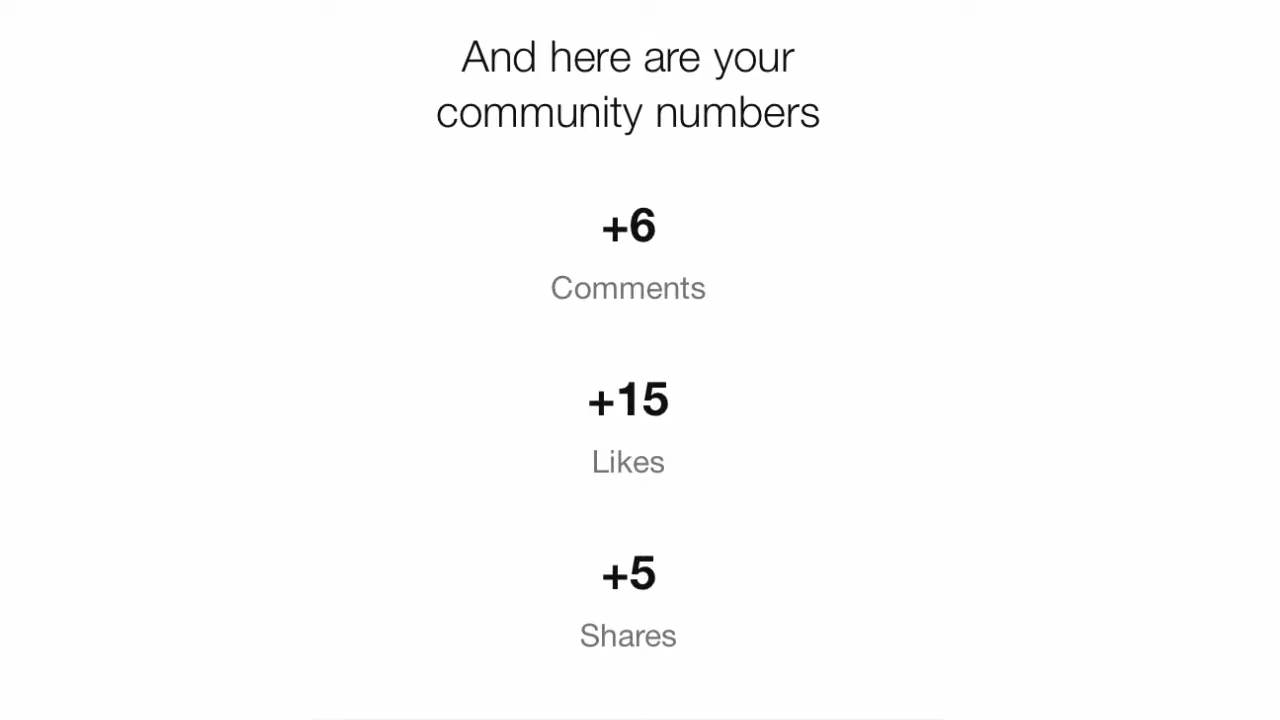 And here are your
community numbers
+6
Comments
+15
Likes
+5
Shares